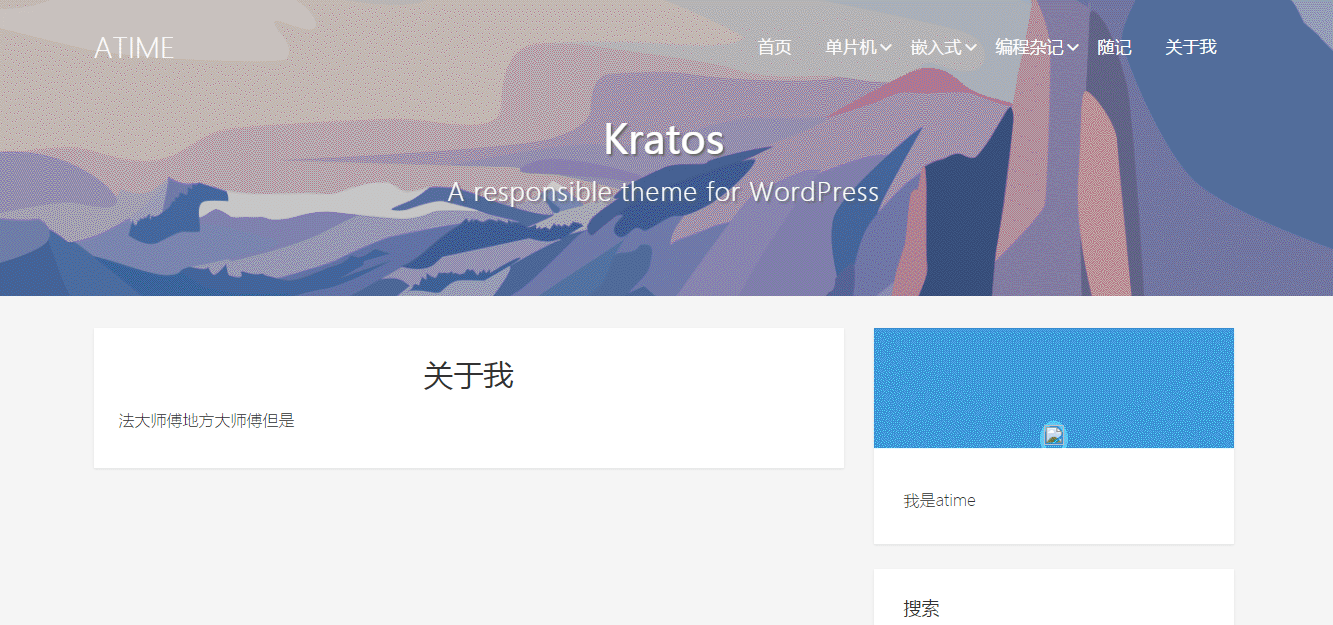 ATIME
首页 单片机 嵌入式 编程杂记 随记 关于我
Kratos
A responsible theme for WordPress
关于我
法大师傅地方大师傅但是
我是atime
搜索